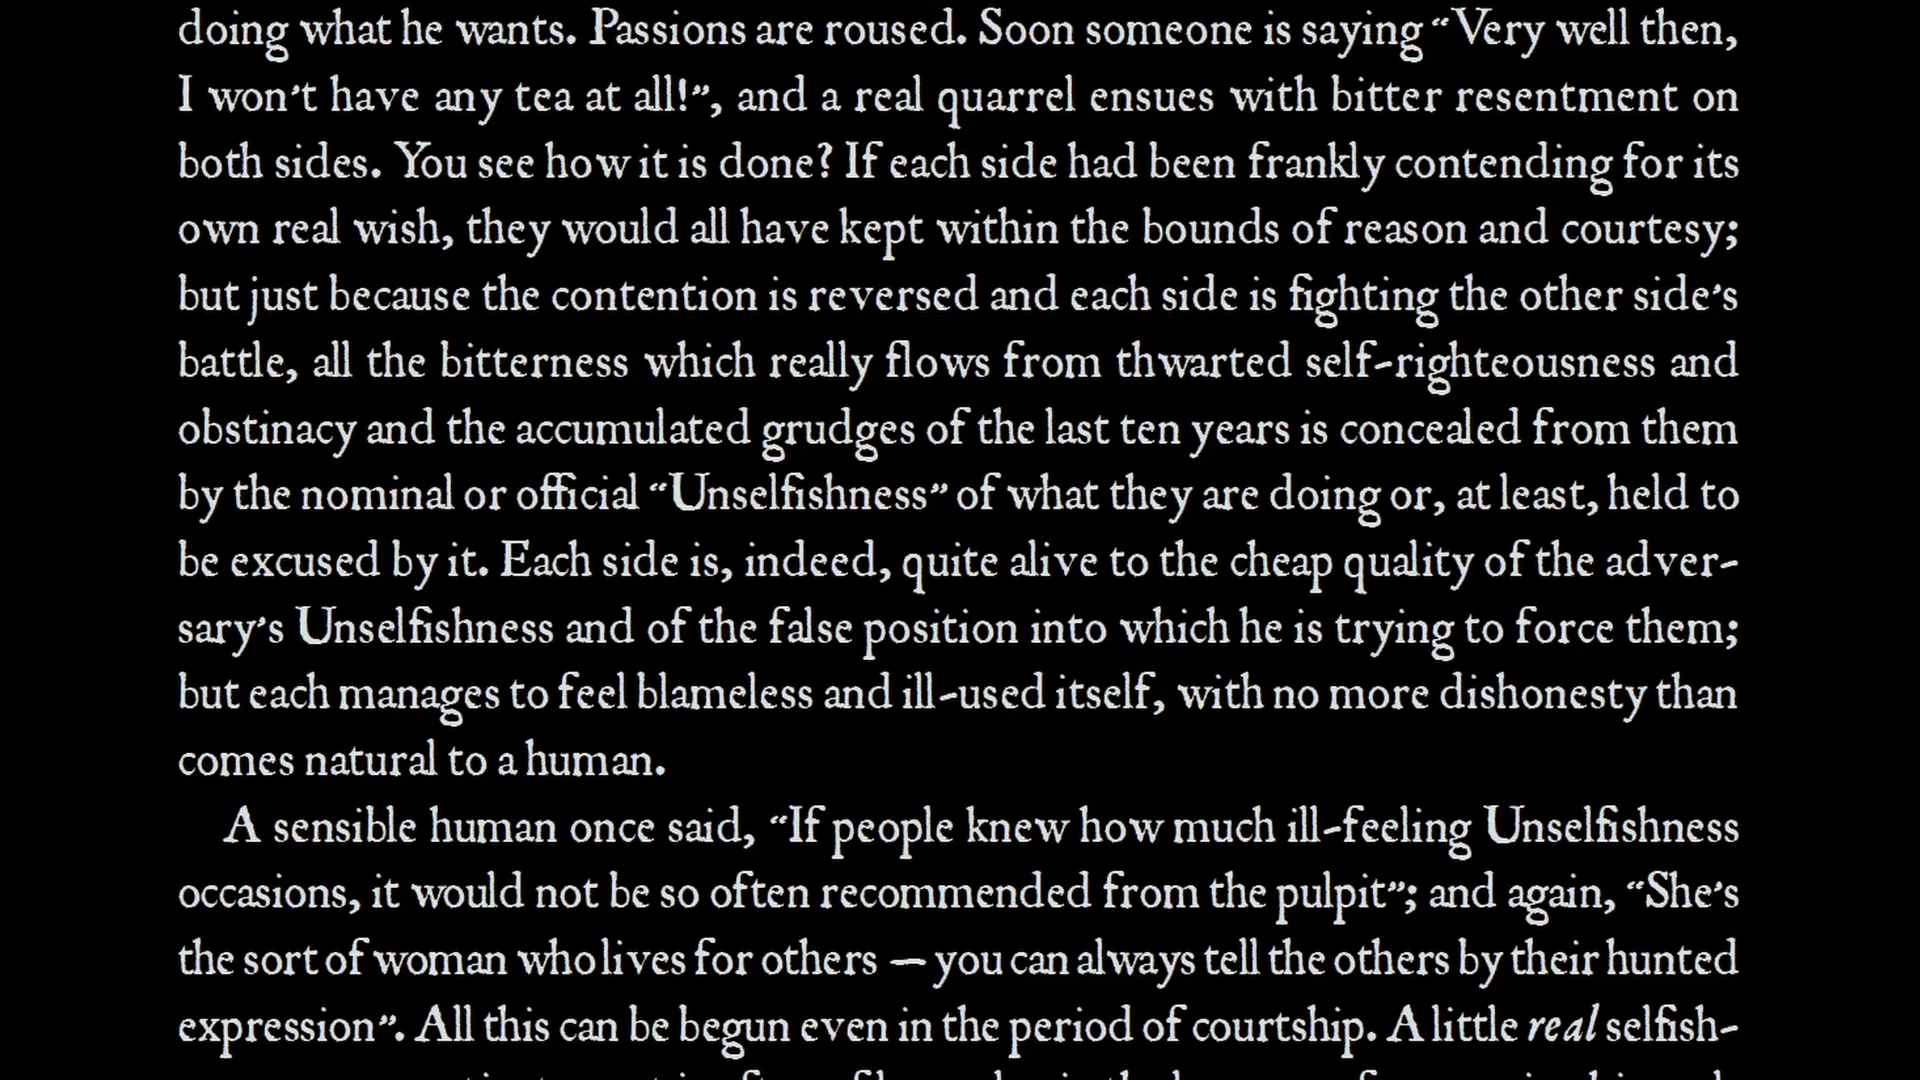 doing what he wants. Passions are roused. Soon someone is saying “Very well then,
I won’t have any tea at all!”, and a real quarrel ensues with bitter resentment on
both sides. You see how it is done? If each side had been frankly contending for its
own real wish, they would all have kept within the bounds of reason and courtesy;
but just because the contention is reversed and each side is fighting the other side’s
battle, all the bitterness which really flows from thwarted self-righteousness and
obstinacy and the accumulated grudges of the last ten years is concealed from them
by the nominal or official “Unselfishness” of what they are doing or, at least, held to
be excused by it. Each side is, indeed, quite alive to the cheap quality of the adver-
sary’s Unselfishness and of the false position into which he is trying to force them;
but each manages to feel blameless and ill-used itself, with no more dishonesty than
comes natural to a human.
A sensible human once said, “If people knew how much ill-feeling Unselfishness
occasions, it would not be so often recommended from the pulpit”; and again, “She’s
the sort of woman who lives for others — you can always tell the others by their hunted
expression”. All this can be begun even in the period of courtship. A little real selfish-